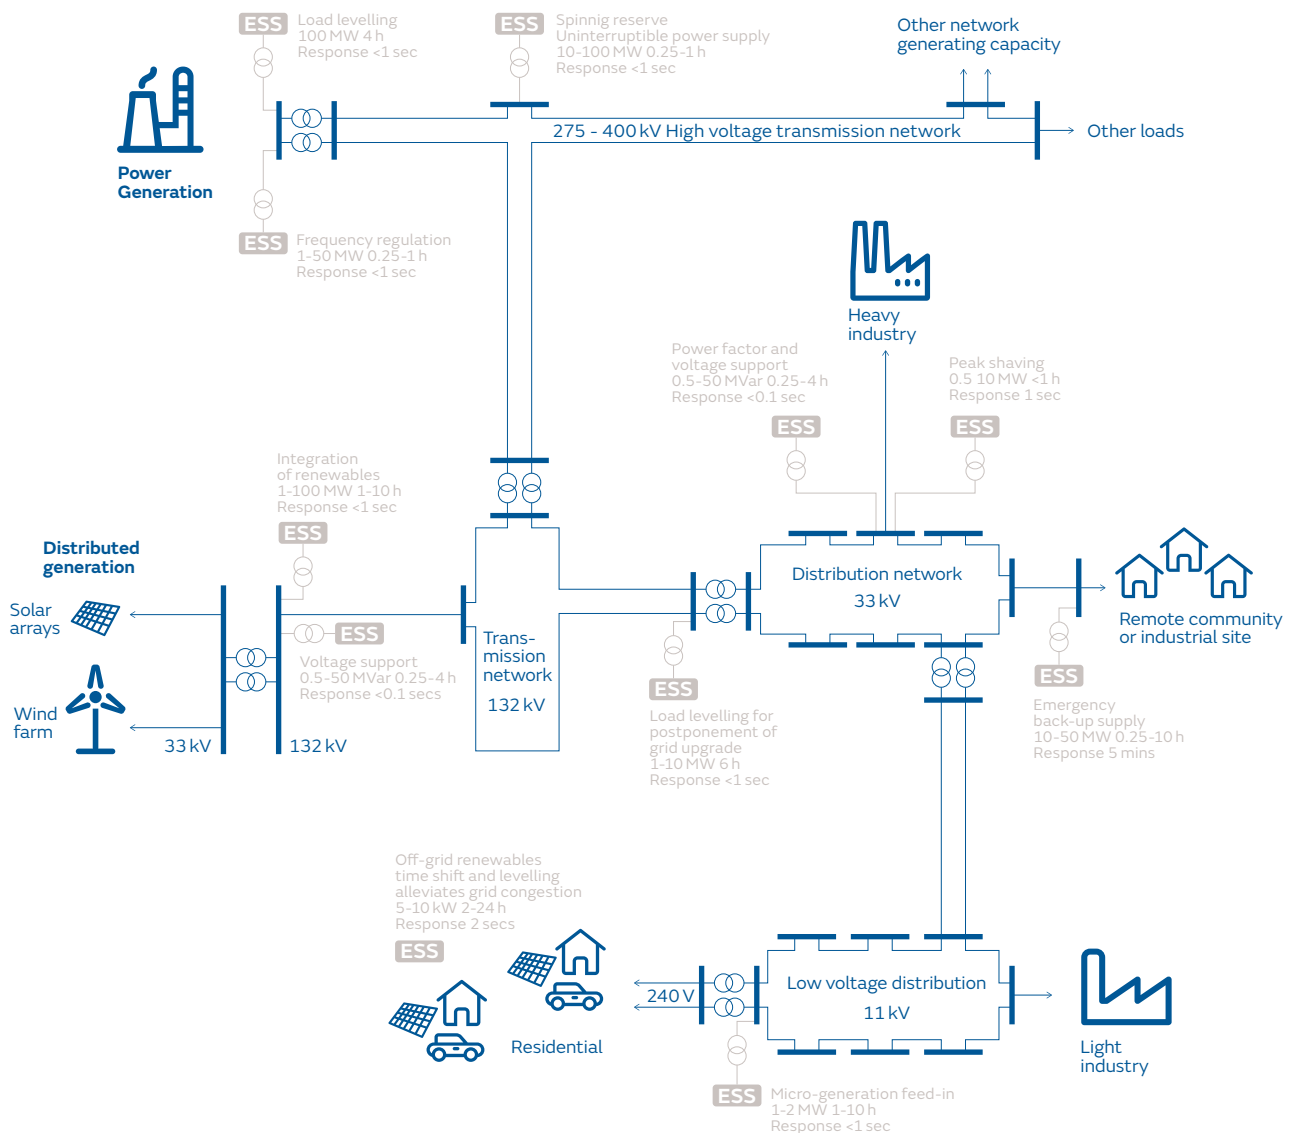 ESS
Load levelling
100 MW 4 h
Response <1 sec
ESS
Spinnig reserve
Uninterruptible power supply
10-100 MW 0.25-1 h
Response <1 sec
Other network
generating capacity
275 - 400 kV High voltage transmission network
Other loads
Power
Generation
ESS
Frequency regulation
1-50 MW 0.25-1 h
Response <1 sec
Heavy
industry
Power factor and
voltage support
0.5-50 MVar 0.25-4 h
Response <0.1 sec
ESS
Peak shaving
0.5 10 MW <1 h
Response 1 sec
ESS
Integration
of renewables
1-100 MW 1-10 h
Response <1 sec
ESS
Distributed
generation
Solar
arrays
Wind
farm
33 kV
132 kV
ESS
Voltage support
0.5-50 MVar 0.25-4 h
Response <0.1 secs
Trans-
mission
network
132 kV
Distribution network
33 kV
Remote community
or industrial site
ESS
Load levelling for
postponement of
grid upgrade
1-10 MW 6 h
Response <1 sec
ESS
Emergency
back-up supply
10-50 MW 0.25-10 h
Response 5 mins
Off-grid renewables
time shift and levelling
alleviates grid congestion
5-10 kW 2-24 h
Response 2 secs
ESS
Residential
240 V
Low voltage distribution
11 kV
Light
industry
ESS
Micro-generation feed-in
1-2 MW 1-10 h
Response <1 sec